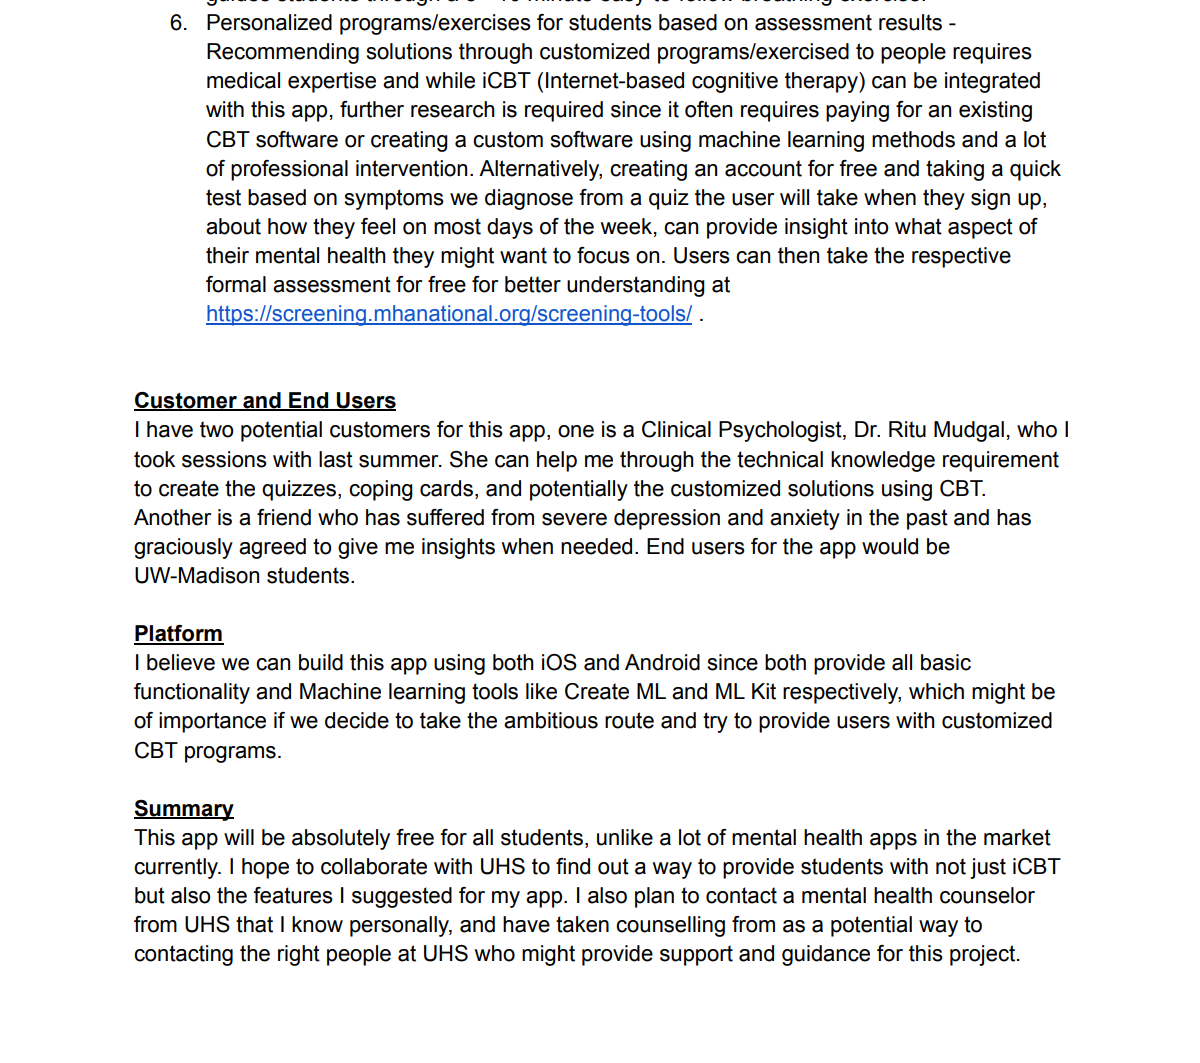 guides students through a 5 - 10 minute easy to follow breathing exercise.
6. Personalized programs/exercises for students based on assessment results -
Recommending solutions through customized programs/exercised to people requires
medical expertise and while iCBT (Internet-based cognitive therapy) can be integrated
with this app, further research is required since it often requires paying for an existing
CBT software or creating a custom software using machine learning methods and a lot
of professional intervention. Alternatively, creating an account for free and taking a quick
test based on symptoms we diagnose from a quiz the user will take when they sign up,
about how they feel on most days of the week, can provide insight into what aspect of
their mental health they might want to focus on. Users can then take the respective
formal assessment for free for better understanding at
https://screening.mhanational.org/screening-tools/ .
Customer and End Users
I have two potential customers for this app, one is a Clinical Psychologist, Dr. Ritu Mudgal, who I
took sessions with last summer. She can help me through the technical knowledge requirement
to create the quizzes, coping cards, and potentially the customized solutions using CBT.
Another is a friend who has suffered from severe depression and anxiety in the past and has
graciously agreed to give me insights when needed. End users for the app would be
UW-Madison students.
Platform
I believe we can build this app using both iOS and Android since both provide all basic
functionality and Machine learning tools like Create ML and ML Kit respectively, which might be
of importance if we decide to take the ambitious route and try to provide users with customized
CBT programs.
Summary
This app will be absolutely free for all students, unlike a lot of mental health apps in the market
currently. I hope to collaborate with UHS to find out a way to provide students with not just iCBT
but also the features I suggested for my app. I also plan to contact a mental health counselor
from UHS that I know personally, and have taken counselling from as a potential way to
contacting the right people at UHS who might provide support and guidance for this project.